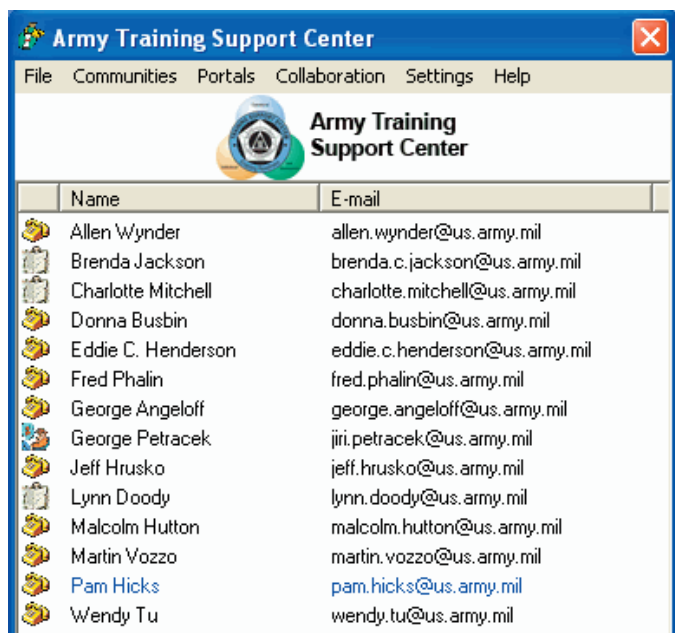 Army Training Support Center
File Communities Portals Collaboration Settings Help
Army Training
Support Center
Name E-mail
Allen Wynder allen.wynder@us.army.mil
Brenda Jackson brenda.c.jackson@us.army.mil
Charlotte Mitchell charlotte.mitchell@us.army.mil
Donna Busbin donna.busbin@us.army.mil
Eddie C. Henderson eddie.c.henderson@us.army.mil
Fred Phalin fred.phalin@us.army.mil
George Angeloff george.angeloff@us.army.mil
George Petracek jiri.petracek@us.army.mil
Jeff Hrusko jeff.hrusko@us.army.mil
Lynn Doody lynn.doody@us.army.mil
Malcolm Hutton malcolm.hutton@us.army.mil
Martin Vozzo martin.vozzo@us.army.mil
Pam Hicks pam.hicks@us.army.mil
Wendy Tu wendy.tu@us.army.mil